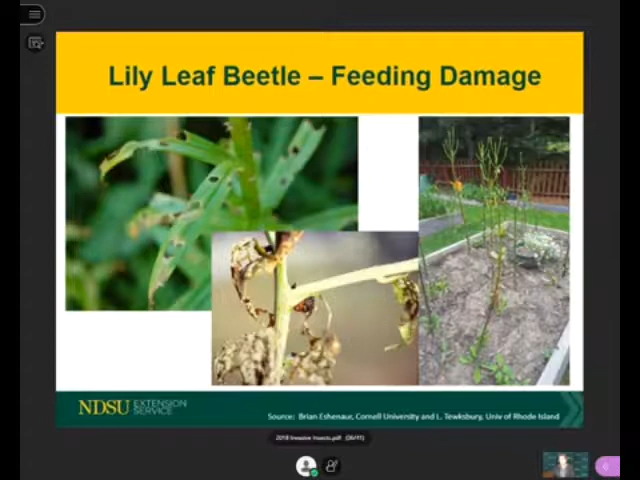 Lily Leaf Beetle – Feeding Damage
NDSU EXTENSION SERVICE
Source: Brian Eshenaur, Cornell University and L. Tewksbury, Univ of Rhode Island
2018 Invasive Insects.pdf (36/41)